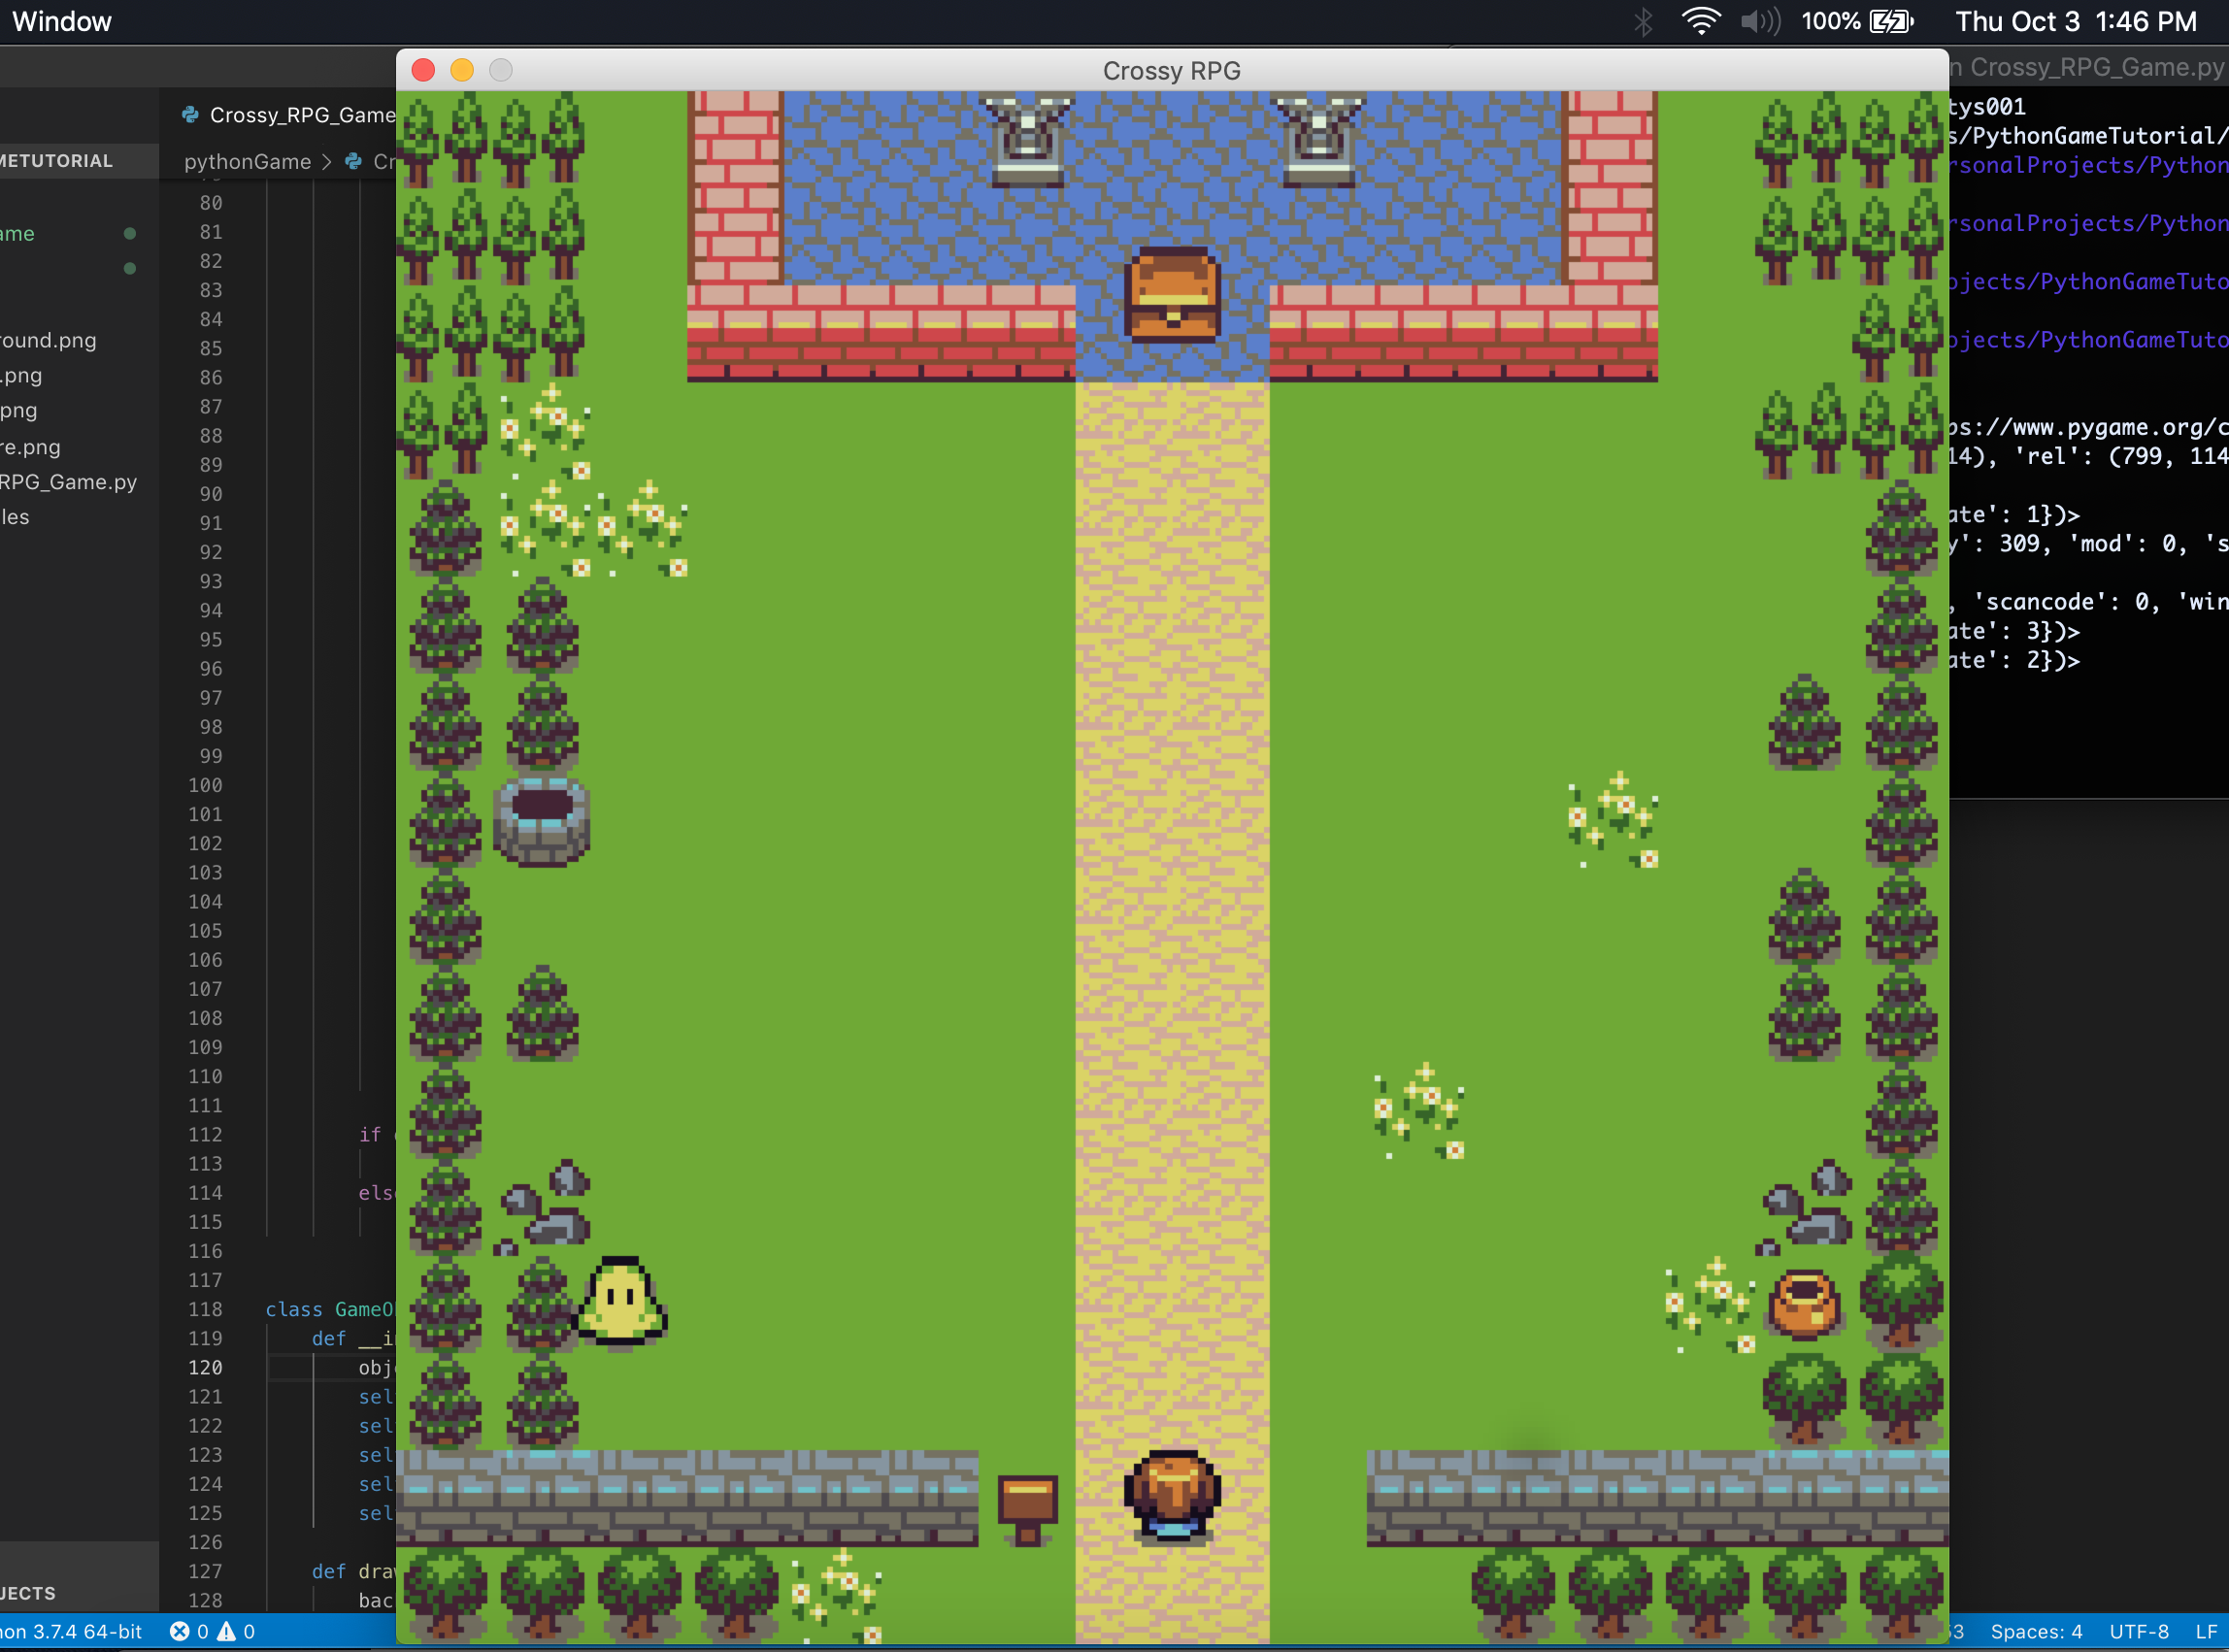 Window
100%
Thu Oct 3 1:46 PM
Crossy RPG
n Crossy_RPG_Game.py
Crossy_RPG_Game
METUTORIAL
pythonGame > Cr
ame
round.png
.png
png
re.png
RPG_Game.py
les
80
81
82
83
84
85
86
87
88
89
90
91
92
93
94
95
96
97
98
99
100
101
102
103
104
105
106
107
108
109
110
111
112 if
113
114 els
115
116
117
118 class GameO
119 def __in
120 obj
121 sel
122 sel
123 sel
124 sel
125 sel
126
127 def dra
128 bac
tys001
s/PythonGameTutorial/
rsonalProjects/Python
rsonalProjects/Python
ojects/PythonGameTuto
ojects/PythonGameTuto
ps://www.pygame.org/c
14), 'rel': (799, 114
ate': 1})>
y': 309, 'mod': 0, 's
, 'scancode': 0, 'win
ate': 3})>
ate': 2})>
JECTS
hon 3.7.4 64-bit
0
0
53
Spaces: 4
UTF-8
LF